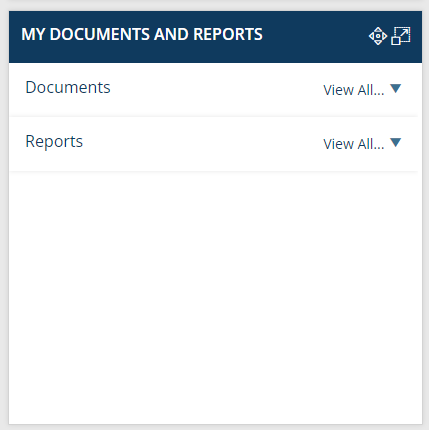 MY DOCUMENTS AND REPORTS
Documents View All...
Reports View All...